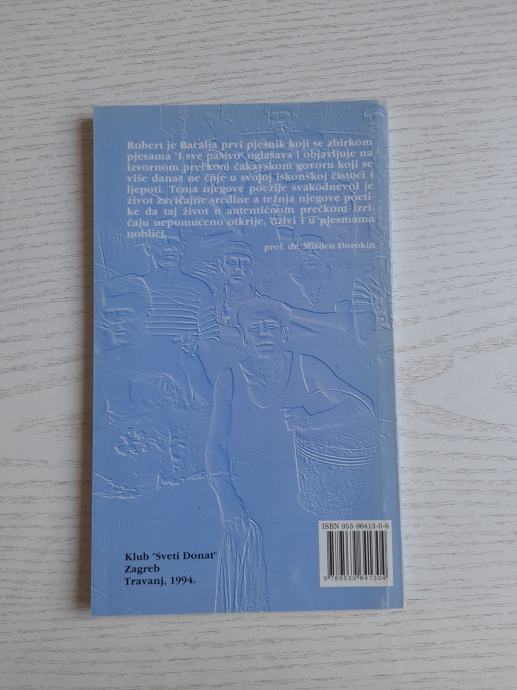 Robert je Bačalja prvi pjesnik koji se zbirkom
pjesama "I sve pasivo" oglašava i objavljuje na
izvornom prečkom čakavskom govoru koji se
više danas ne čuje u svojoj iskonskoj čistoći i
ljepoti. Tema njegove poezije svakodnevni je
život zavičajne sredine a težnja njegove poeti-
ke da taj život u autentičnom prečkom izri-
čaju nepomućeno otkrije, oživi i u pjesmama
uobliči.
prof. dr. Mladen Dorokin
Klub "Sveti Donat"
Zagreb
Travanj, 1994.
ISBN 953-96413-0-6
9 789539 641304